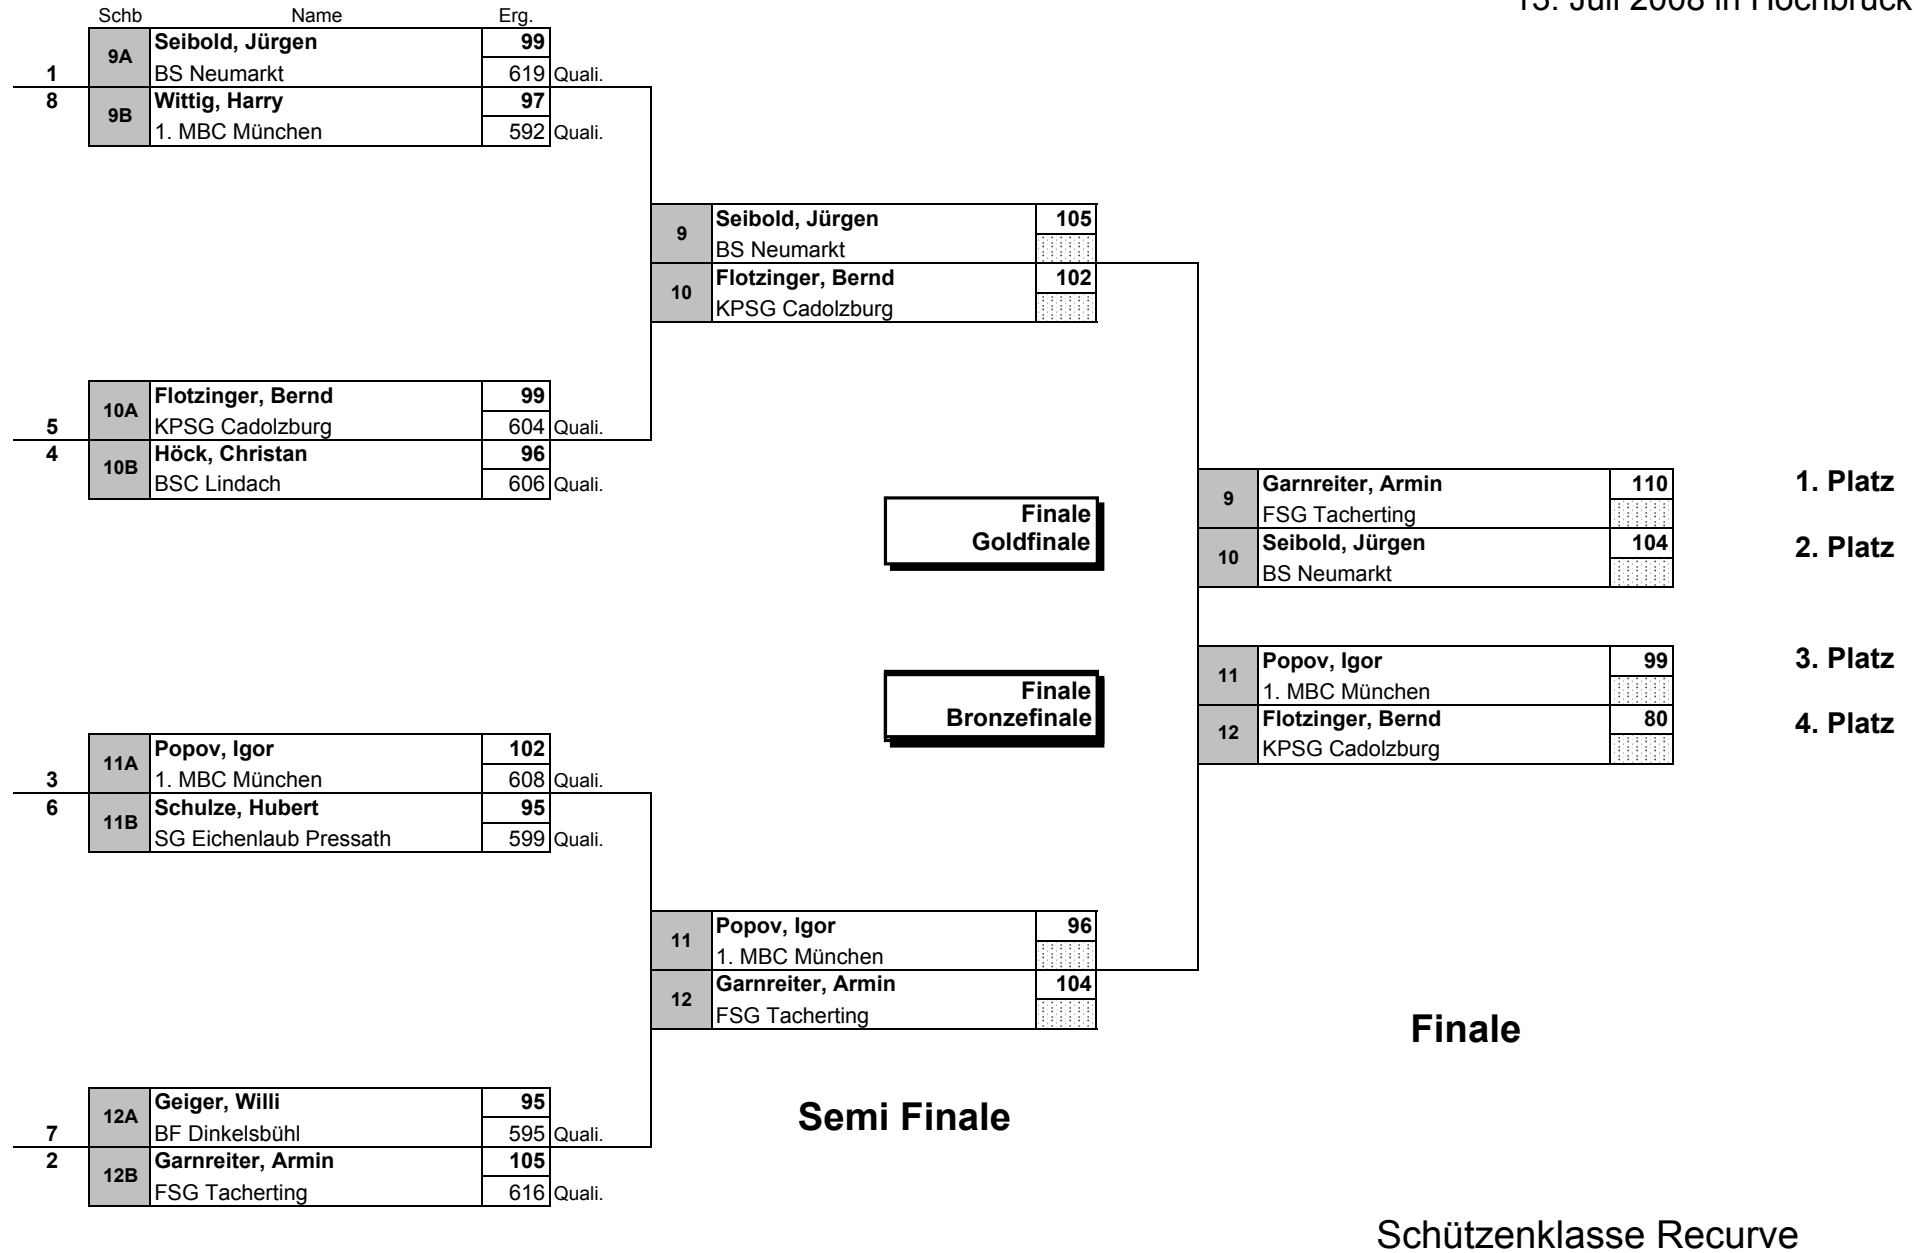 13. Juli 2008 in Hochbrück
Schb Name Erg.
9A Seibold, Jürgen 99
1 BS Neumarkt 619 Quali.
8 9B Wittig, Harry 97
1. MBC München 592 Quali.
9 Seibold, Jürgen 105
BS Neumarkt
10 Flotzinger, Bernd 102
KPSG Cadolzburg
10A Flotzinger, Bernd 99
5 KPSG Cadolzburg 604 Quali.
4 10B Höck, Christan 96
BSC Lindach 606 Quali.
Finale
Goldfinale
9 Garnreiter, Armin 110 1. Platz
FSG Tacherting
10 Seibold, Jürgen 104 2. Platz
BS Neumarkt
Finale
Bronzefinale
11 Popov, Igor 99 3. Platz
1. MBC München
12 Flotzinger, Bernd 80 4. Platz
KPSG Cadolzburg
11A Popov, Igor 102
3 1. MBC München 608 Quali.
6 11B Schulze, Hubert 95
SG Eichenlaub Pressath 599 Quali.
11 Popov, Igor 96
1. MBC München
12 Garnreiter, Armin 104
FSG Tacherting
Finale
Semi Finale
12A Geiger, Willi 95
7 BF Dinkelsbühl 595 Quali.
2 12B Garnreiter, Armin 105
FSG Tacherting 616 Quali.
Schützenklasse Recurve